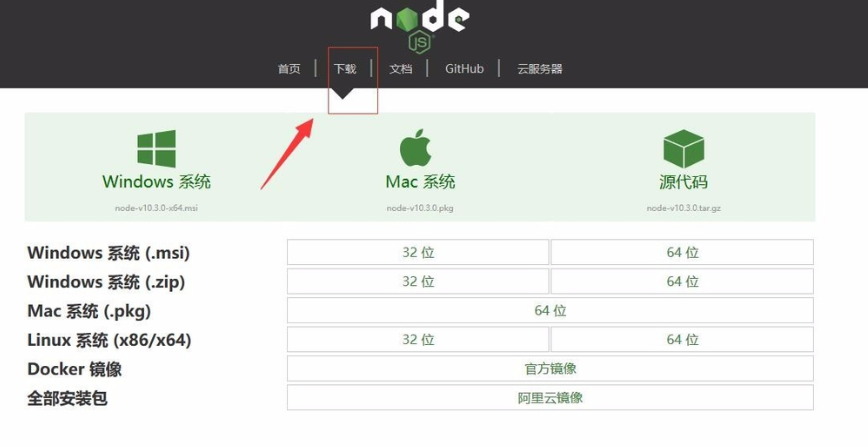 node
JS
首页 下载 文档 GitHub 云服务器
Windows 系统 Mac 系统 源代码
node-v10.3.0-x64.msi node-v10.3.0.pkg node-v10.3.0.tar.gz
Windows 系统 (.msi) 32 位 64 位
Windows 系统 (.zip) 32 位 64 位
Mac 系统 (.pkg) 64 位
Linux 系统 (x86/x64) 32 位 64 位
Docker 镜像 官方镜像
全部安装包 阿里云镜像